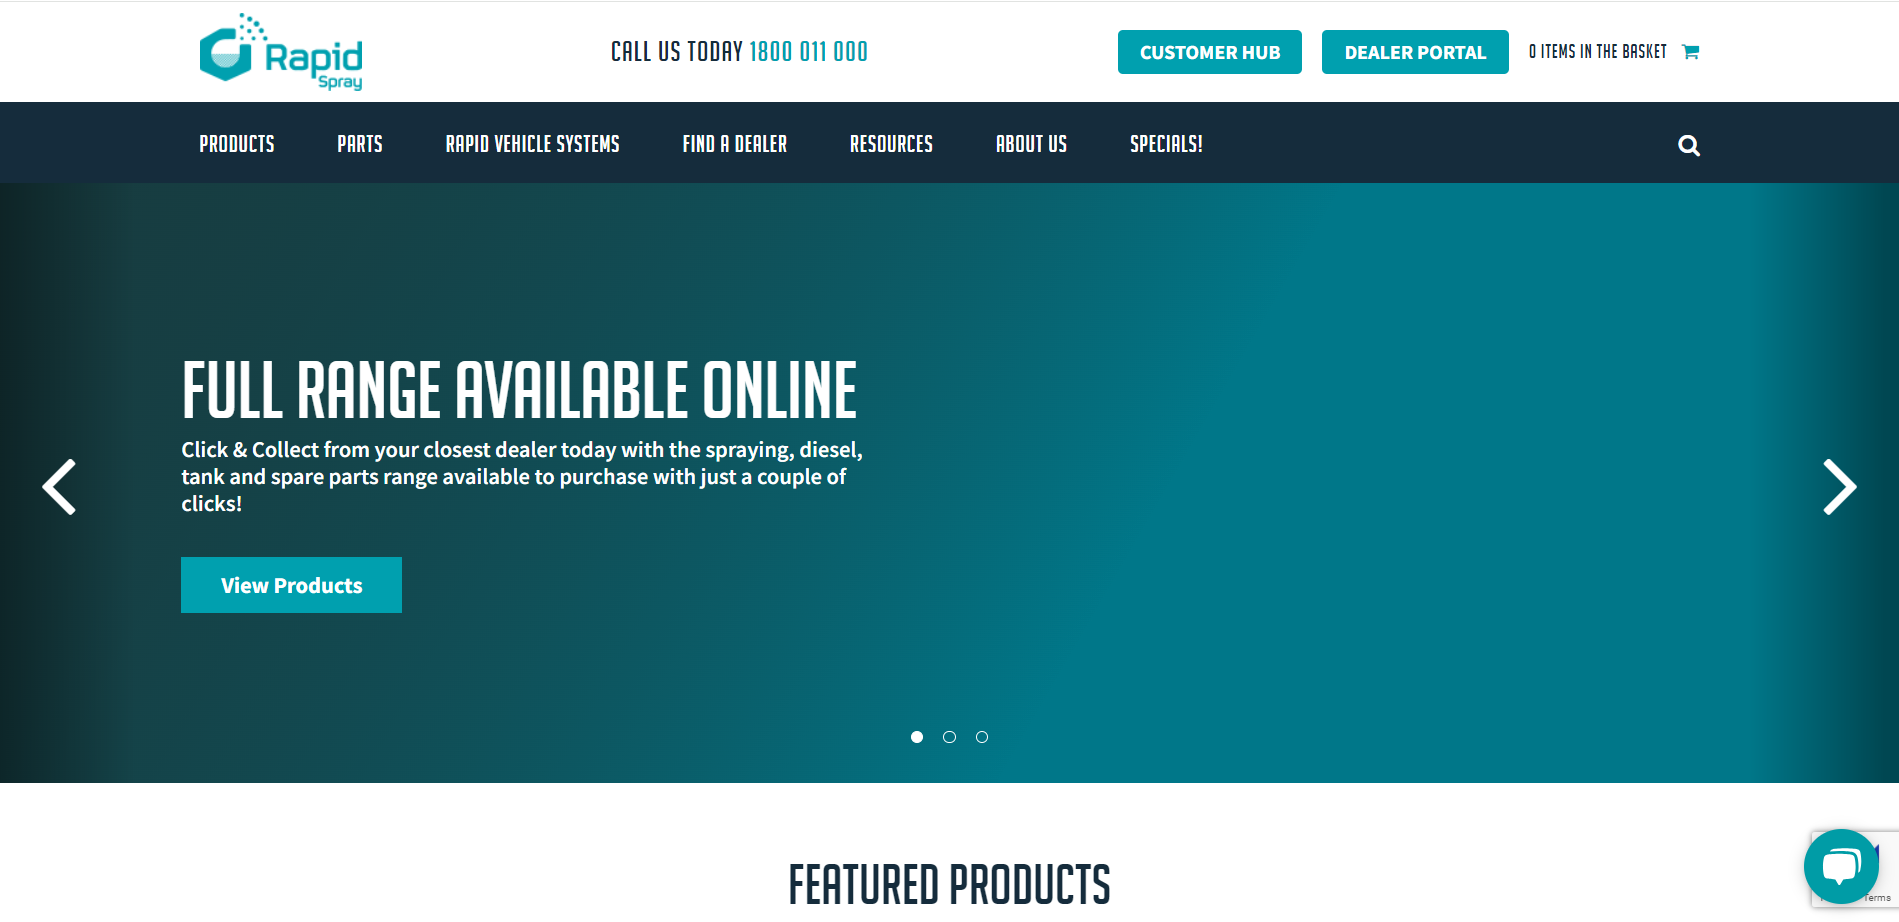 Rapid
Spray
CALL US TODAY 1800 011 000
CUSTOMER HUB
DEALER PORTAL
0 ITEMS IN THE BASKET
PRODUCTS
PARTS
RAPID VEHICLE SYSTEMS
FIND A DEALER
RESOURCES
ABOUT US
SPECIALS!
FULL RANGE AVAILABLE ONLINE
Click & Collect from your closest dealer today with the spraying, diesel,
tank and spare parts range available to purchase with just a couple of
clicks!
View Products
FEATURED PRODUCTS
Terms